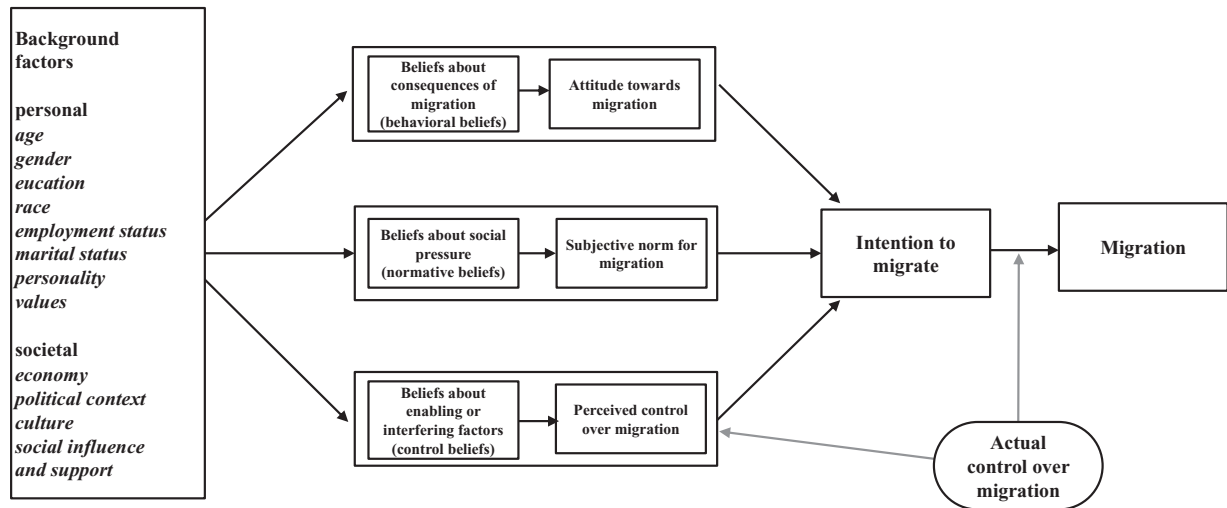 Background
factors
personal
age
gender
eucation
race
employment status
marital status
personality
values
societal
economy
political context
culture
social influence
and support
Beliefs about
consequences of
migration
(behavioral beliefs)
Attitude towards
migration
Beliefs about social
pressure
(normative beliefs)
Subjective norm for
migration
Beliefs about
enabling or
interfering factors
(control beliefs)
Perceived control
over migration
Intention to
migrate
Migration
Actual
control over
migration